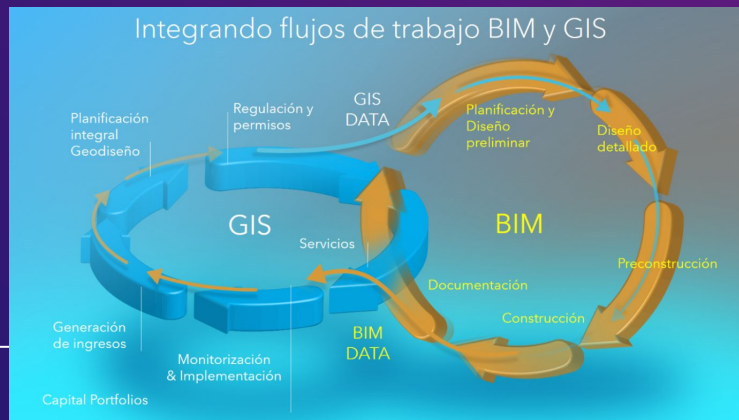 Integrando flujos de trabajo BIM y GIS
Planificación
integral
Geodiseño
Regulación y
permisos
GIS
DATA
Planificación y
Diseño
preliminar
Diseño
detallado
GIS
Servicios
BIM
Preconstrucción
Documentación
Construcción
Generación
de ingresos
Monitorización
& Implementación
BIM
DATA
Capital Portfolios